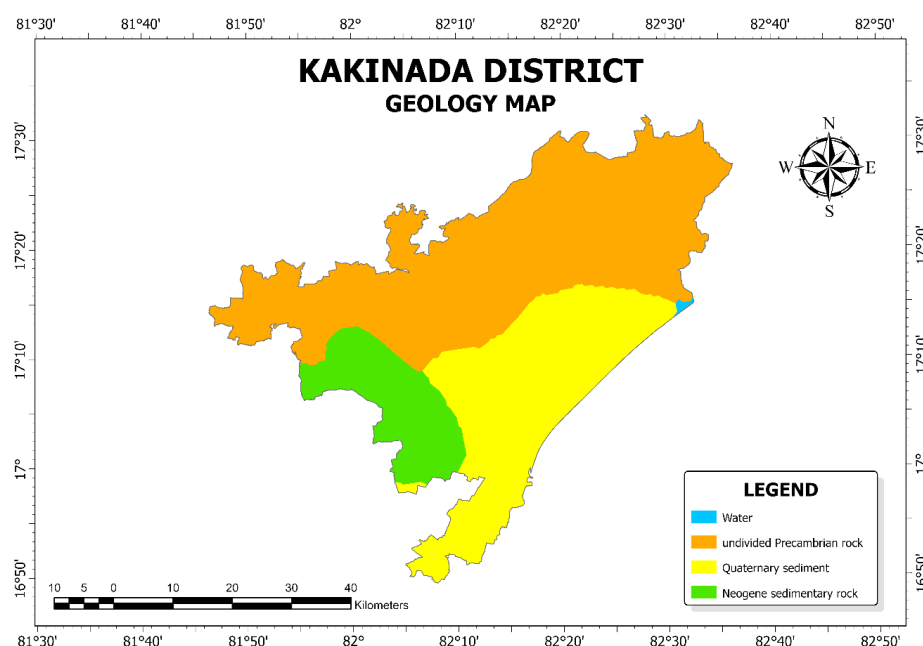 81°30' 81°40' 81°50' 82° 82°10' 82°20' 82°30' 82°40' 82°50'
KAKINADA DISTRICT
GEOLOGY MAP
N
W E
S
17°30' 17°30'
17°20' 17°20'
17°10' 17°10'
17° 17°
16°50' 16°50'
LEGEND
Water
undivided Precambrian rock
Quaternary sediment
Neogene sedimentary rock
10 5 0 10 20 30 40
Kilometers
81°30' 81°40' 81°50' 82° 82°10' 82°20' 82°30' 82°40' 82°50'